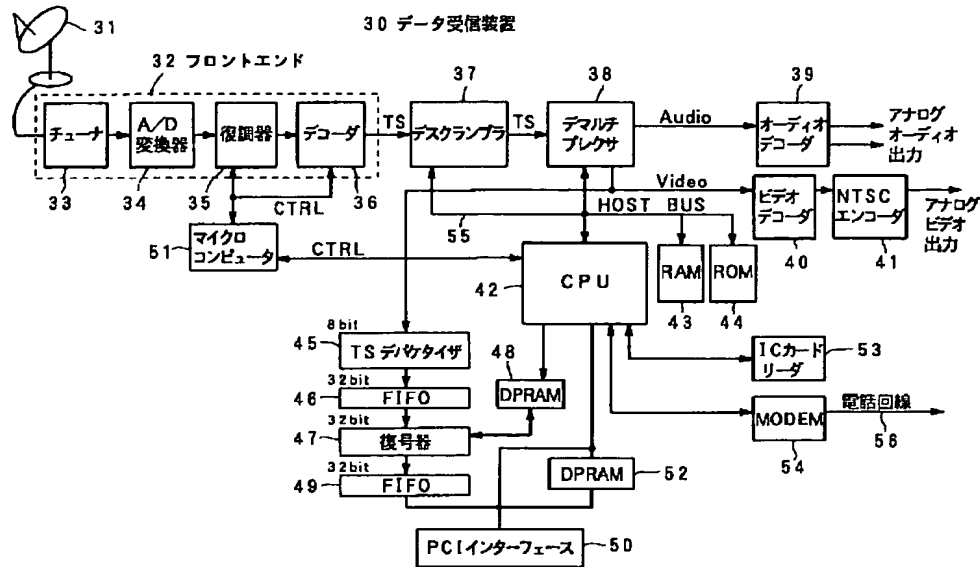 30 データ受信装置
31
32 フロントエンド
37
38
39
チューナ
A/D
変換器
復調器
デコーダ
TS
デスクランブラ
TS
デマルチ
プレクサ
Audio
オーディオ
デコーダ
アナログ
オーディオ
出力
33
34
35
CTRL
36
Video
ビデオ
デコーダ
NTSC
エンコーダ
アナログ
ビデオ
出力
55
HOST BUS
40
41
51
マイクロ
コンピュータ
CTRL
42
CPU
RAM
ROM
43
44
8bit
45
TSデパケタイザ
48
ICカード
リーダ
53
32bit
46
FIFO
DPRAM
32bit
47
復号器
MODEM
電話回線
54
56
32bit
49
FIFO
DPRAM
52
PCIインターフェース
50